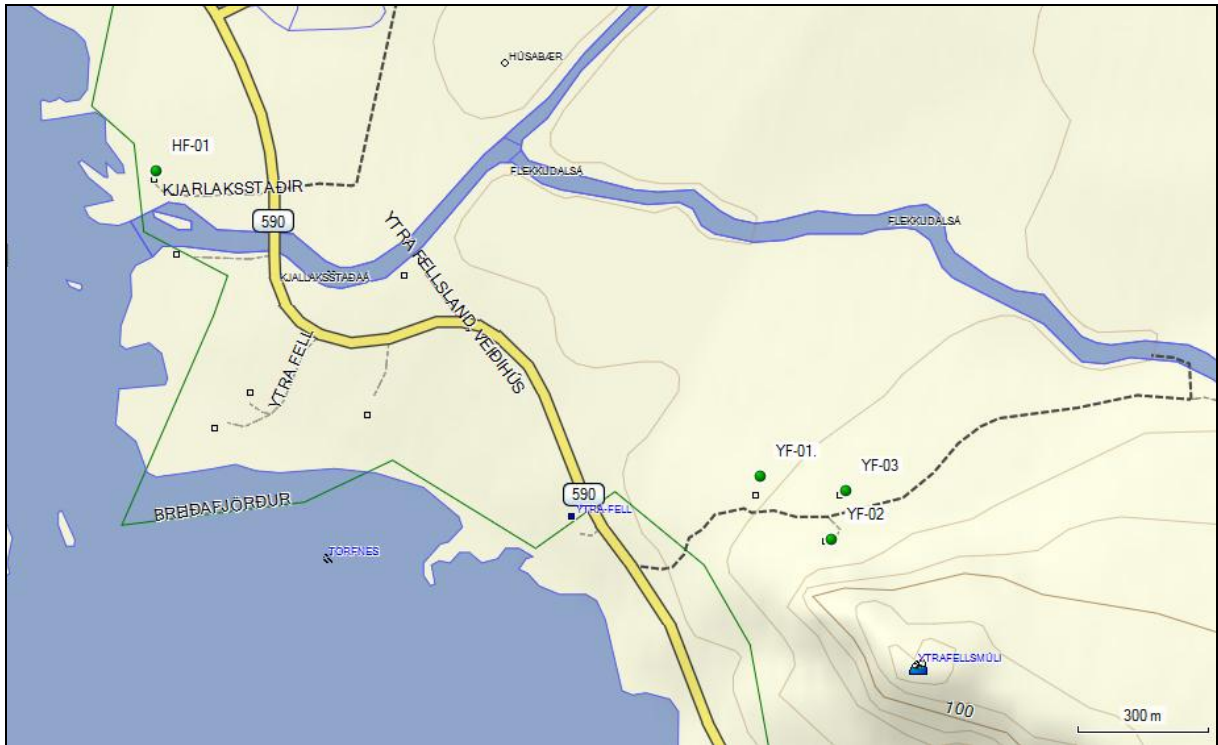 HÚSABÆR
HF-01
FLEKKUDALSÁ
KJARLAKSSTAÐIR
590
FLEKKUDALSÁ
YTRA FELLSLAND VEIÐIHÚS
KJALLAKSSTAÐAÁ
YTRA.FELL
YF-01.
YF-03
590
BREIÐAFJÖRÐUR
YTRA-FELL
YF-02
TORFNES
YTRAFELLSMÚLI
100
300 m